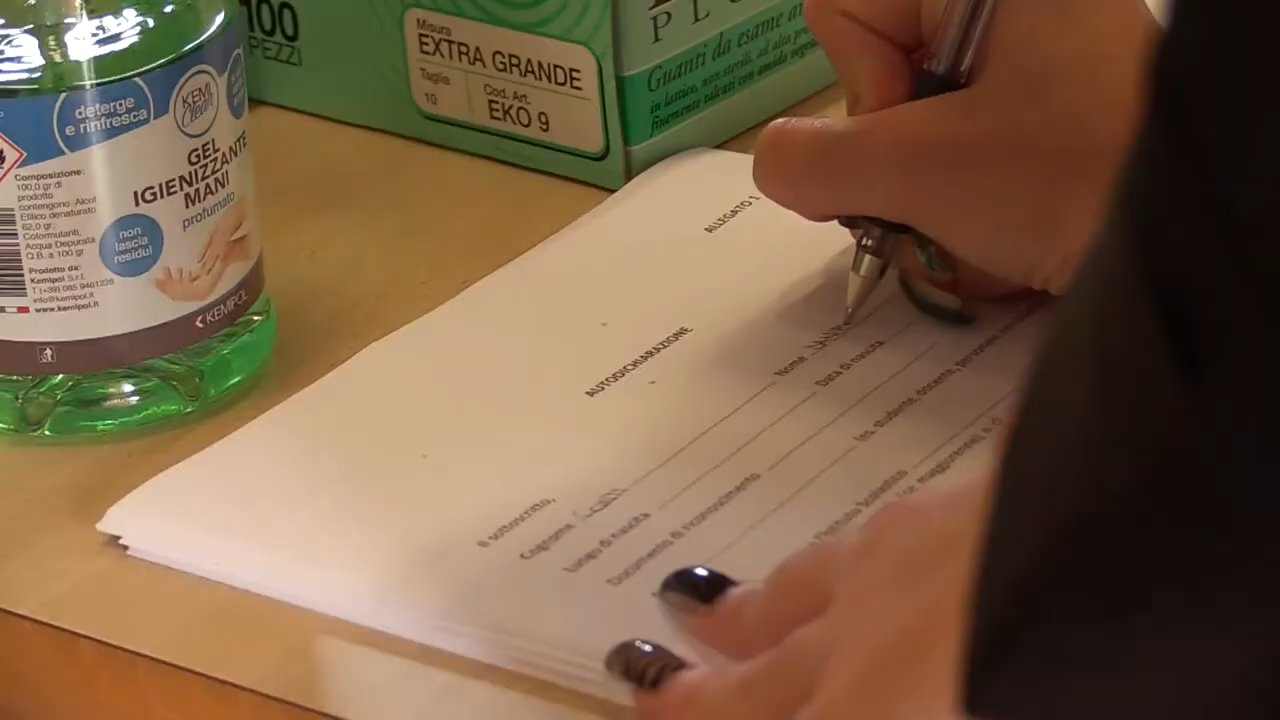 100
PEZZI
Misura
EXTRA GRANDE
Taglia
10
Cod. Art.
EKO 9
Guanti da esame
in lattice, non sterili, ad alta
finemente talcati con amido
deterge
e rinfresca
KEMI
Clean
GEL
IGIENIZZANTE
MANI
profumato
non
lascia
residui
Composizione:
100,0 gr di
prodotto
contengono: Alcol
Etilico denaturato
62,0 gr;
Coformulanti,
Acqua Depurata
Q.B. a 100 gr
Prodotto da:
Kemipol S.r.l.
T (+39) 085 9461228
info@kemipol.it
www.kemipol.it
KEMIPOL
ALLEGATO 1
AUTODICHIARAZIONE
Il sottoscritto,
Cognome Nome
Luogo di nascita Data di nascita
Documento di riconoscimento
(es. studente, docente, personale
Istituto Scolastico
(se maggiorenne)